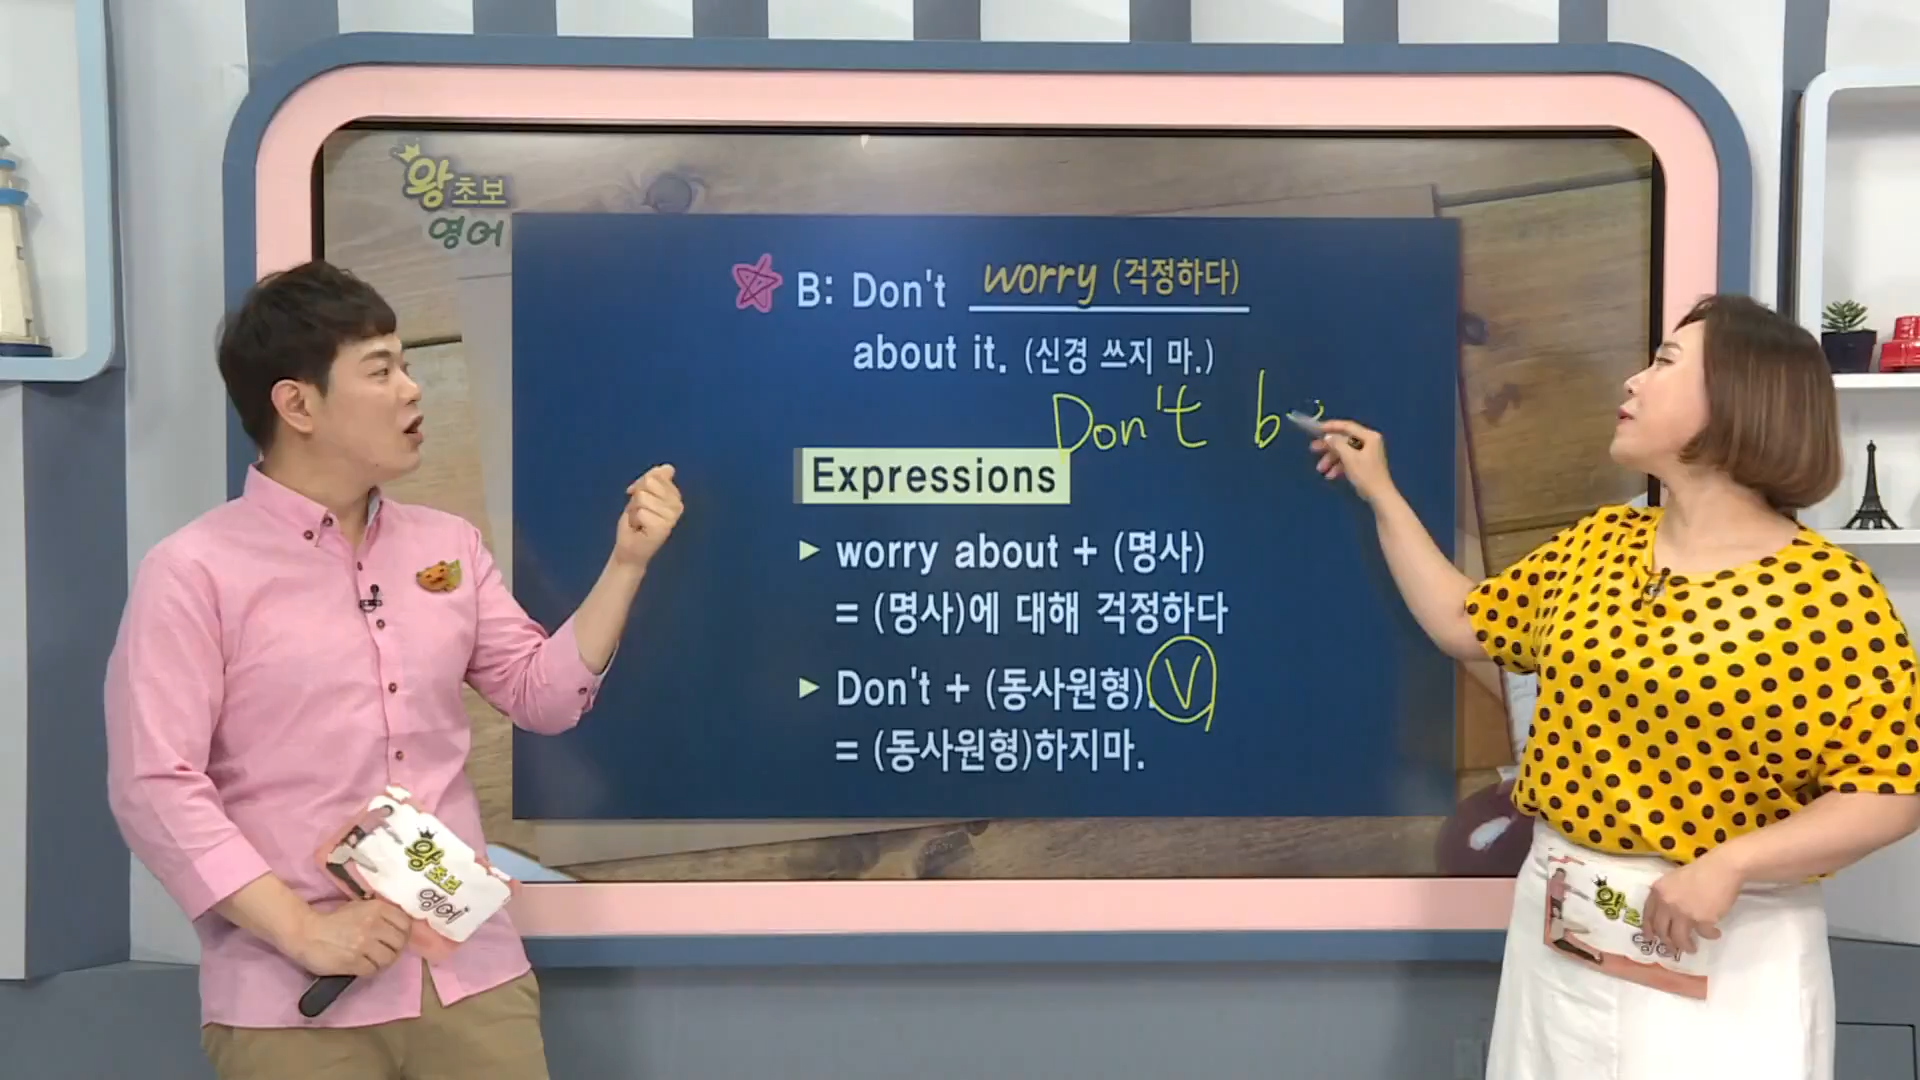 왕초보
영어
B: Don't worry (걱정하다)
about it. (신경 쓰지 마.)
Don't b
Expressions
▶ worry about + (명사)
= (명사)에 대해 걱정하다
▶ Don't + (동사원형). V
= (동사원형)하지마.
왕초보
영어
왕초
영어